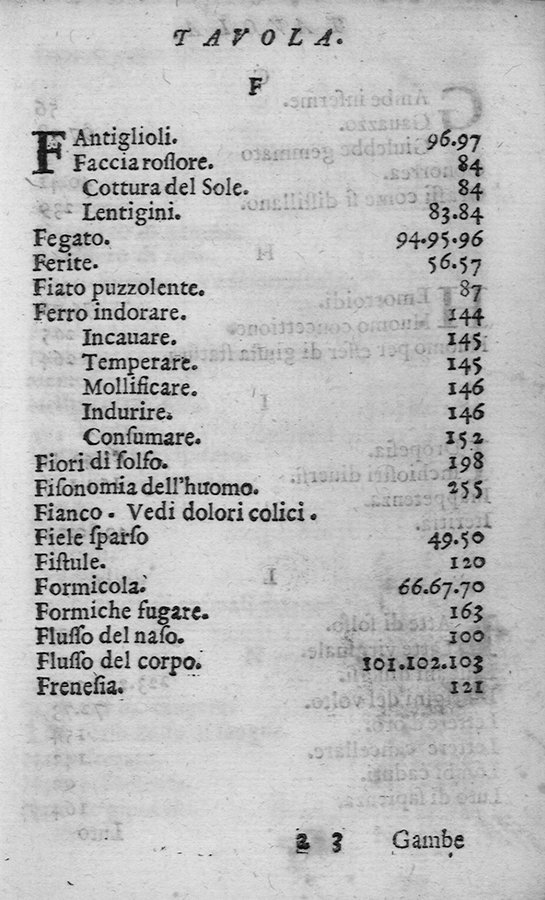 TAVOLA.
F
FAntiglioli. 96.97
Faccia roſſore. 84
Cottura del Sole. 84
Lentigini. 83.84
Fegato. 94.95.96
Ferite. 56.57
Fiato puzzolente. 87
Ferro indorare. 144
Incauare. 145
Temperare. 145
Mollificare. 146
Indurire. 146
Conſumare. 152
Fiori di ſolfo. 198
Fiſonomia dell'huomo. 255
Fianco. Vedi dolori colici.
Fiele ſparſo 49.50
Fiſtule. 120
Formicola. 66.67.70
Formiche fugare. 163
Fluſſo del naſo. 100
Fluſſo del corpo. 101.102.103
Freneſia. 121
2 3 Gambe